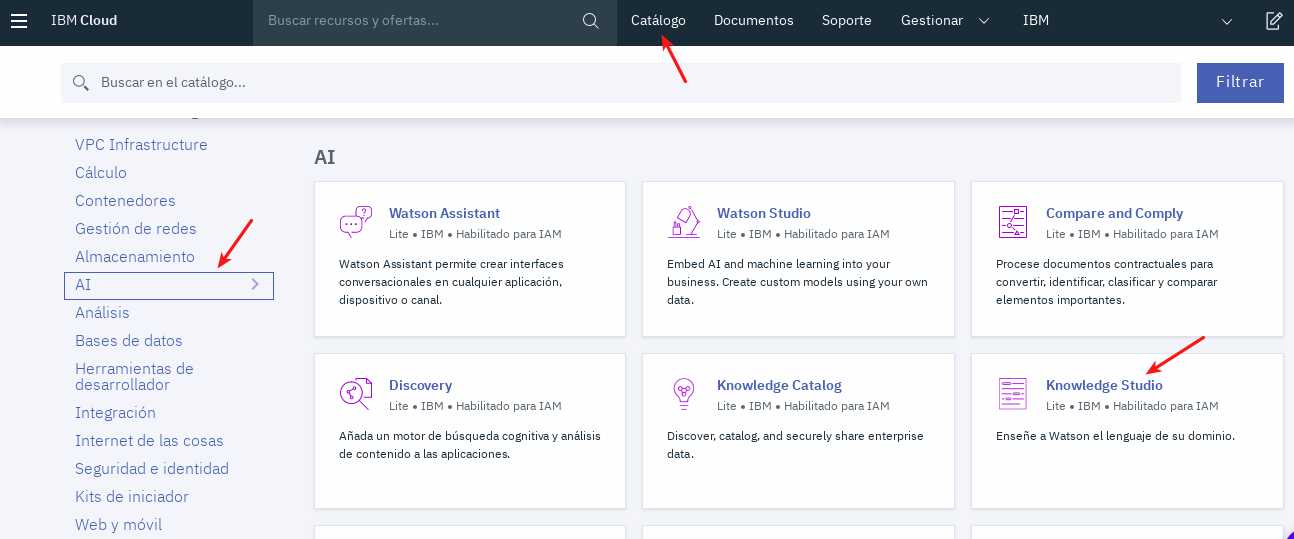 IBM Cloud
Buscar recursos y ofertas...
Catálogo
Documentos
Soporte
Gestionar
IBM
Buscar en el catálogo...
Filtrar
VPC Infrastructure
Cálculo
Contenedores
Gestión de redes
Almacenamiento
AI
Análisis
Bases de datos
Herramientas de
desarrollador
Integración
Internet de las cosas
Seguridad e identidad
Kits de iniciador
Web y móvil
AI
Watson Assistant
Lite • IBM • Habilitado para IAM
Watson Assistant permite crear interfaces
conversacionales en cualquier aplicación,
dispositivo o canal.
Watson Studio
Lite • IBM • Habilitado para IAM
Embed AI and machine learning into your
business. Create custom models using your own
data.
Compare and Comply
Lite • IBM • Habilitado para IAM
Procese documentos contractuales para
convertir, identificar, clasificar y comparar
elementos importantes.
Discovery
Lite • IBM • Habilitado para IAM
Añada un motor de búsqueda cognitiva y análisis
de contenido a las aplicaciones.
Knowledge Catalog
Lite • IBM • Habilitado para IAM
Discover, catalog, and securely share enterprise
data.
Knowledge Studio
Lite • IBM • Habilitado para IAM
Enseñe a Watson el lenguaje de su dominio.